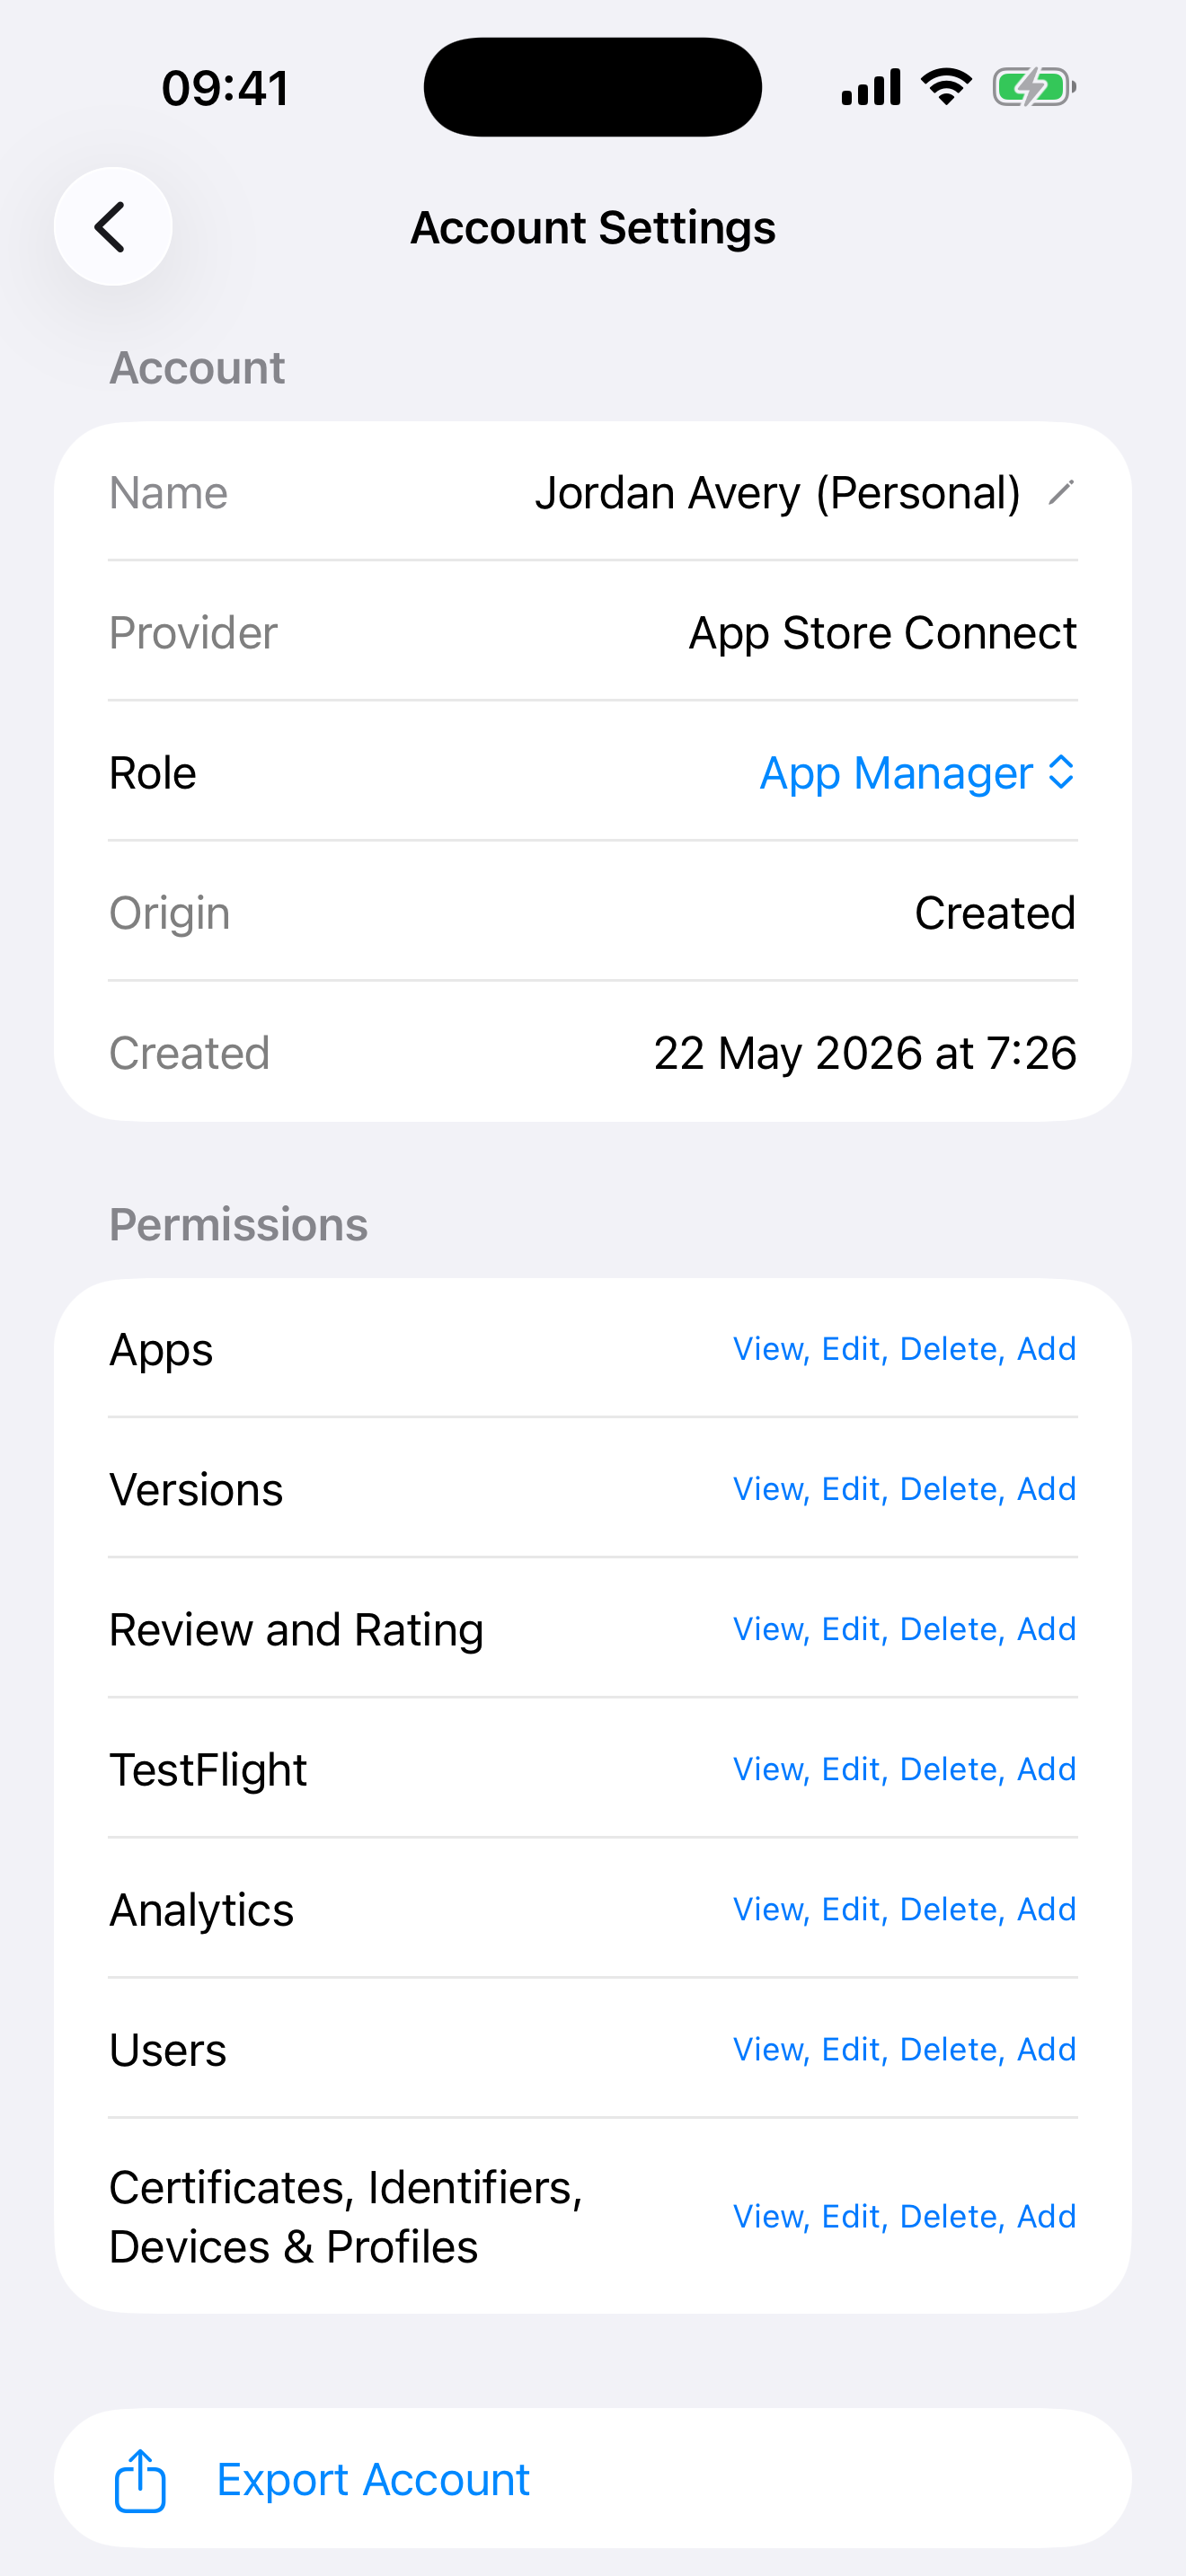 09:41
Account Settings
Account
Name Jordan Avery (Personal)
Provider App Store Connect
Role App Manager
Origin Created
Created 22 May 2026 at 7:26
Permissions
Apps View, Edit, Delete, Add
Versions View, Edit, Delete, Add
Review and Rating View, Edit, Delete, Add
TestFlight View, Edit, Delete, Add
Analytics View, Edit, Delete, Add
Users View, Edit, Delete, Add
Certificates, Identifiers,
Devices & Profiles View, Edit, Delete, Add
Export Account